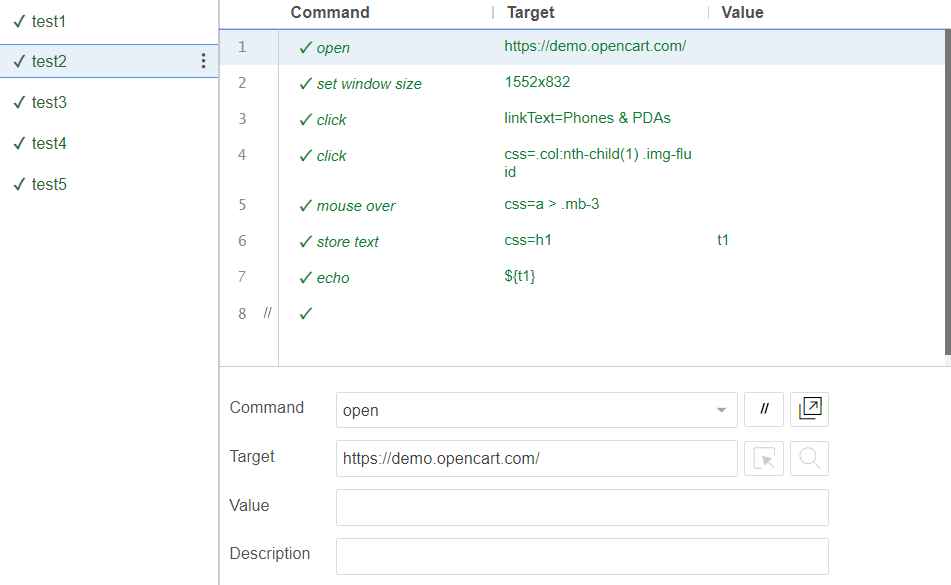 ✓ test1
✓ test2
✓ test3
✓ test4
✓ test5
Command Target Value
1 ✓ open https://demo.opencart.com/
2 ✓ set window size 1552x832
3 ✓ click linkText=Phones & PDAs
4 ✓ click css=.col:nth-child(1) .img-flu
id
5 ✓ mouse over css=a > .mb-3
6 ✓ store text css=h1 t1
7 ✓ echo ${t1}
8 // ✓
Command open //
Target https://demo.opencart.com/
Value
Description